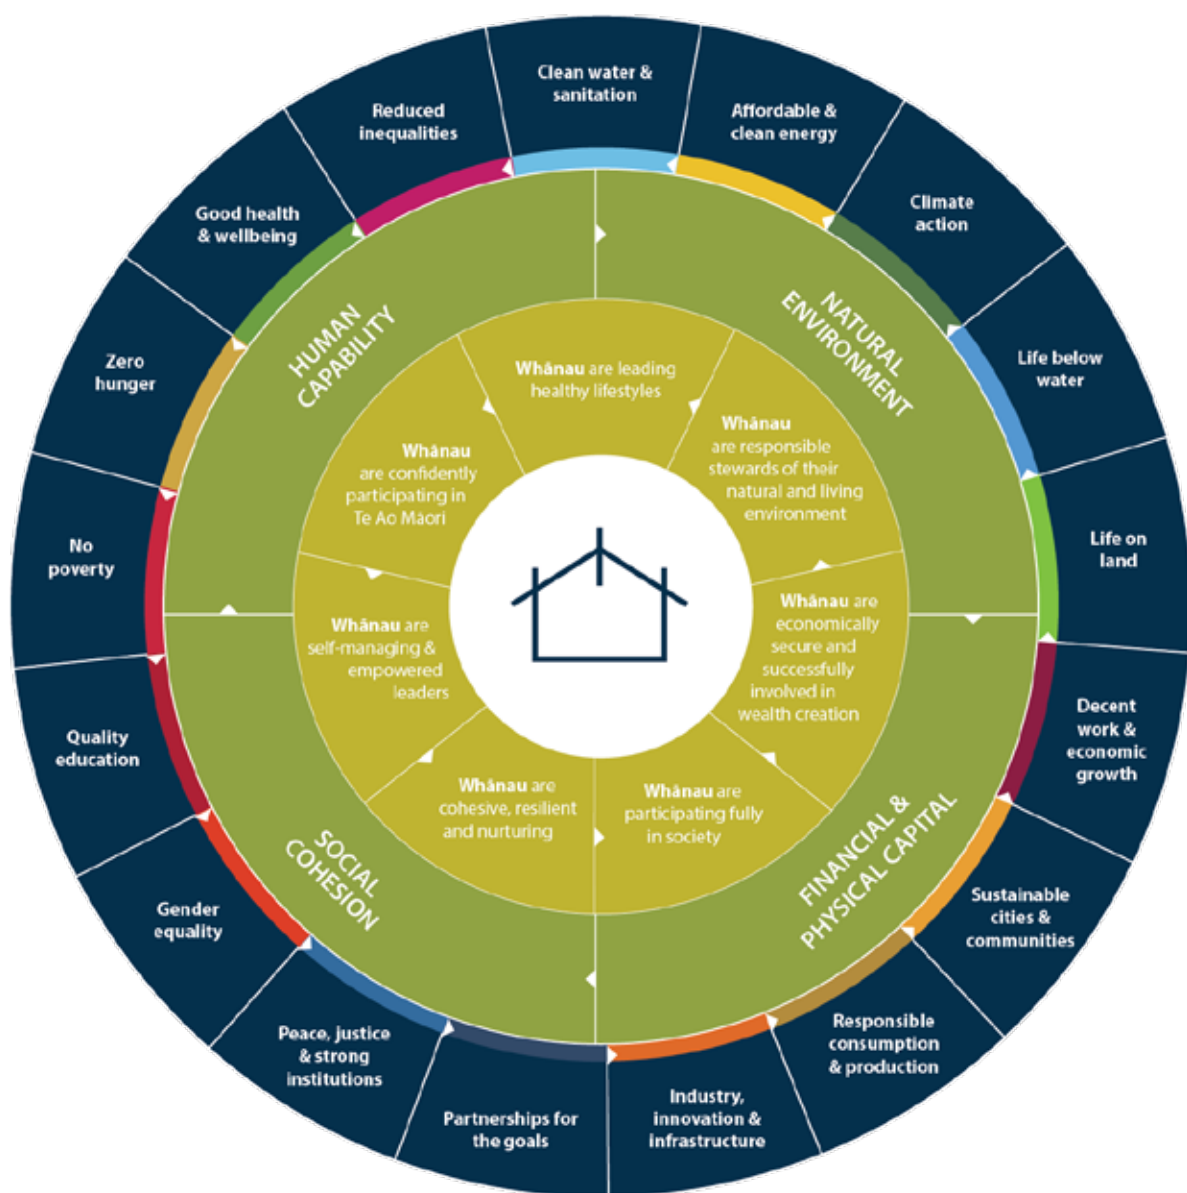 Clean water &
sanitation
Affordable &
clean energy
Climate
action
Life below
water
Life on
land
Decent
work &
economic
growth
Sustainable
cities &
communities
Responsible
consumption
& production
Industry,
innovation &
infrastructure
Partnerships for
the goals
Peace, justice
& strong
institutions
Gender
equality
Quality
education
No
poverty
Zero
hunger
Good health
& wellbeing
Reduced
inequalities
HUMAN
CAPABILITY
NATURAL
ENVIRONMENT
FINANCIAL &
PHYSICAL CAPITAL
SOCIAL
COHESION
Whānau are leading
healthy lifestyles
Whānau
are responsible
stewards of their
natural and living
environment
Whānau are
economically
secure and
successfully
involved in
wealth creation
Whānau are
participating fully
in society
Whānau are
cohesive, resilient
and nurturing
Whānau are
self-managing &
empowered
leaders
Whānau
are confidently
participating in
Te Ao Māori